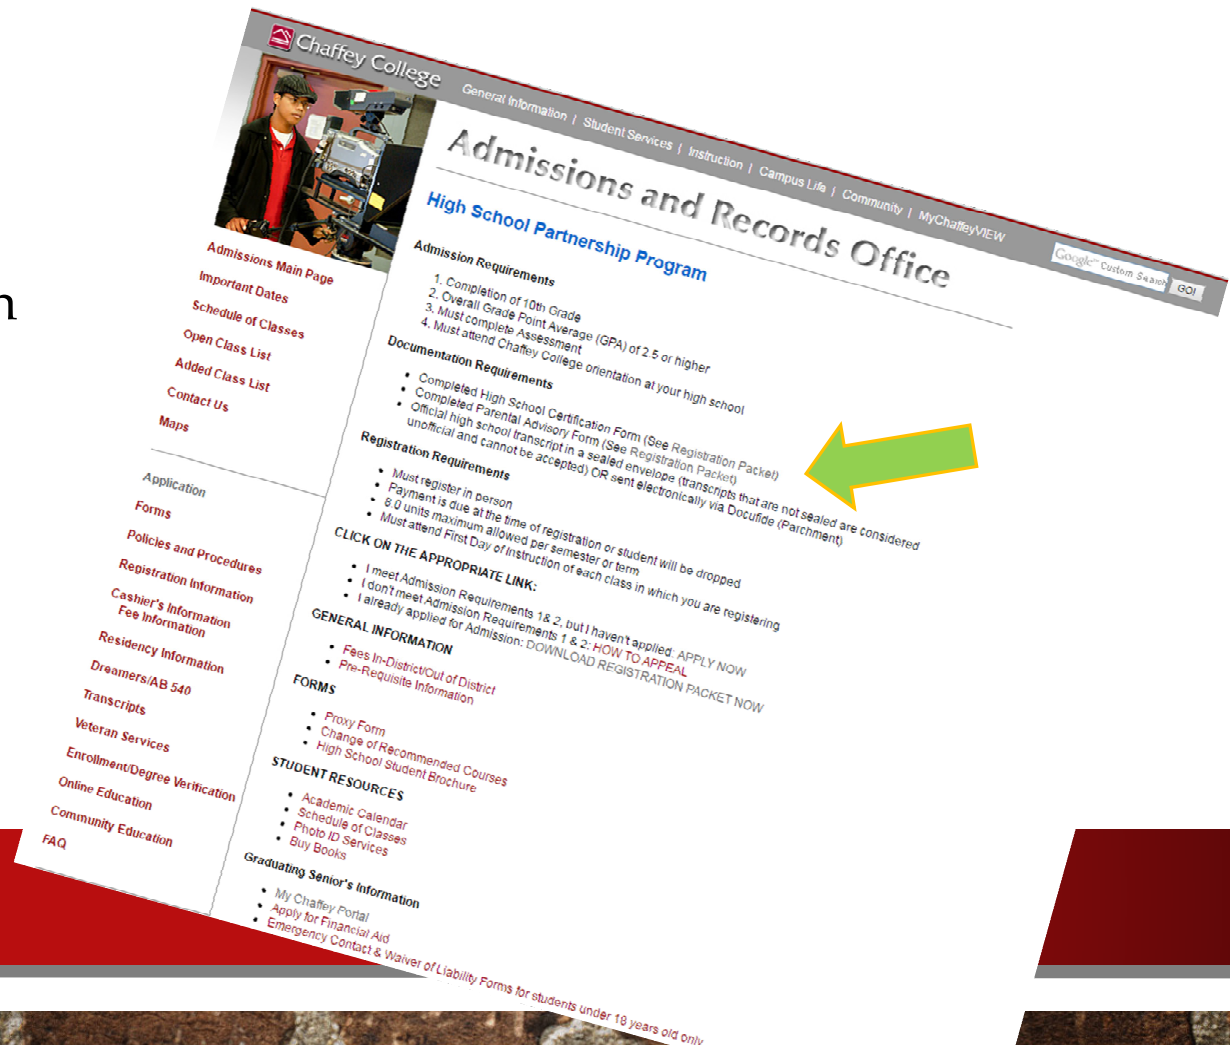 Chaffey College
General Information | Student Services | Instruction | Campus Life | Community | MyChaffeyVIEW
Google™ Custom Search
GO!
Admissions and Records Office
High School Partnership Program
Admission Requirements
1. Completion of 10th Grade
2. Overall Grade Point Average (GPA) of 2.5 or higher
3. Must complete Assessment
4. Must attend Chaffey College orientation at your high school
Documentation Requirements
• Completed High School Certification Form (See Registration Packet)
• Completed Parental Advisory Form (See Registration Packet)
• Official high school transcript in a sealed envelope (transcripts that are not sealed are considered
unofficial and cannot be accepted) OR sent electronically via Docufide (Parchment)
Registration Requirements
• Must register in person
• Payment is due at the time of registration or student will be dropped
• 8.0 units maximum allowed per semester or term
• Must attend First Day of Instruction of each class in which you are registering
CLICK ON THE APPROPRIATE LINK:
• I meet Admission Requirements 1& 2, but I haven't applied: APPLY NOW
• I don't meet Admission Requirements 1 & 2: HOW TO APPEAL
• I already applied for Admission: DOWNLOAD REGISTRATION PACKET NOW
GENERAL INFORMATION
• Fees In-District/Out of District
• Pre-Requisite Information
FORMS
• Proxy Form
• Change of Recommended Courses
• High School Student Brochure
STUDENT RESOURCES
• Academic Calendar
• Schedule of Classes
• Photo ID Services
• Buy Books
Graduating Senior's Information
• My Chaffey Portal
• Apply for Financial Aid
• Emergency Contact & Waiver of Liability Forms for students under 18 years old only
Admissions Main Page
Important Dates
Schedule of Classes
Open Class List
Added Class List
Contact Us
Maps
Application
Forms
Policies and Procedures
Registration Information
Cashier's Information
Fee Information
Residency Information
Dreamers/AB 540
Transcripts
Veteran Services
Enrollment/Degree Verification
Online Education
Community Education
FAQ